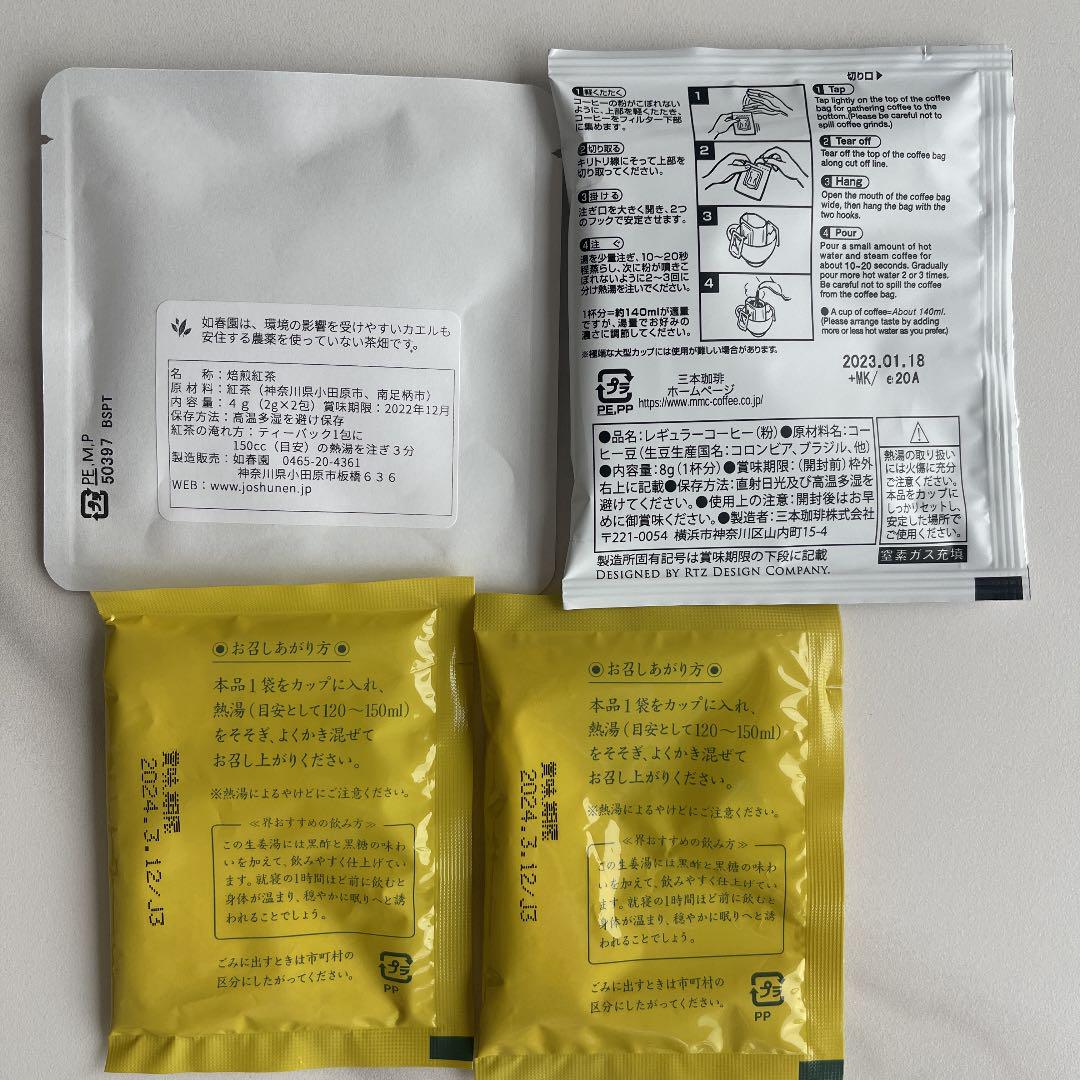 如春園は、環境の影響を受けやすいカエルも
安住する農薬を使っていない茶畑です。
名　　称：焙煎紅茶
原 材 料：紅茶（神奈川県小田原市、南足柄市）
内 容 量：４ｇ（2g×2包）賞味期限：2022年12月
保存方法：高温多湿を避け保存
紅茶の淹れ方：ティーバック1包に
150cc（目安）の熱湯を注ぎ３分
製造販売：如春園　0465-20-4361
神奈川県小田原市板橋６３６
WEB：www.joshunen.jp
プラ
PE.M.P
50397 BSPT
切り口▶
1 軽くたたく
コーヒーの粉がこぼれない
ように、上部を軽くたたき、
コーヒーをフィルター下部
に集めます。
2 切り取る
キリトリ線にそって上部を
切り取ってください。
3 掛ける
注ぎ口を大きく開き、2つ
のフックで安定させます。
4 注　ぐ
湯を少量注ぎ、10〜20秒
程蒸らし、次に粉が噴きこ
ぼれないように2〜3回に
分け熱湯を注いでください。
1杯分＝約140mlが適量
ですが、湯量でお好みの
濃さに調節してください。
※極端な大型カップには使用が難しい場合があります。
1
2
3
4
1 Tap
Tap lightly on the top of the coffee
bag for gathering coffee to the
bottom.(Please be careful not to
spill coffee grinds.)
2 Tear off
Tear off the top of the coffee bag
along cut off line.
3 Hang
Open the mouth of the coffee bag
wide, then hang the bag with the
two hooks.
4 Pour
Pour a small amount of hot
water and steam coffee for
about 10-20 seconds. Gradually
pour more hot water 2 or 3 times.
Be careful not to spill the coffee
from the coffee bag.
● A cup of coffee=About 140ml.
(Please arrange taste by adding
more or less hot water as you prefer.)
2023.01.18
+MK/ e20A
プラ
PE,PP
三本珈琲
ホームページ
https://www.mmc-coffee.co.jp/
●品名：レギュラーコーヒー（粉）●原材料名：コー
ヒー豆（生豆生産国名：コロンビア、ブラジル、他）
●内容量：8g（1杯分）●賞味期限：（開封前）枠外
右上に記載●保存方法：直射日光及び高温多湿を
避けてください。●使用上の注意：開封後はお早
めに御賞味ください。●製造者：三本珈琲株式会社
〒221-0054 横浜市神奈川区山内町15-4
熱湯の取り扱い
には火傷に充分
ご注意ください。
本品をカップに
しっかりセットし、
安定した場所で
ご使用ください。
製造所固有記号は賞味期限の下段に記載
窒素ガス充填
DESIGNED BY RTZ DESIGN COMPANY.
◉お召しあがり方◉
本品１袋をカップに入れ、
熱湯（目安として120〜150ml）
をそそぎ、よくかき混ぜて
お召し上がりください。
※熱湯によるやけどにご注意ください。
≪界おすすめの飲み方≫
この生姜湯には黒酢と黒糖の味わ
いを加えて、飲みやすく仕上げてい
ます。就寝の1時間ほど前に飲むと
身体が温まり、穏やかに眠りへと誘
われることでしょう。
ごみに出すときは市町村の
区分にしたがってください。
プラ
PP
賞味期限
2024.3.12/J3
◉お召しあがり方◉
本品１袋をカップに入れ、
熱湯（目安として120〜150ml）
をそそぎ、よくかき混ぜて
お召し上がりください。
※熱湯によるやけどにご注意ください。
≪界おすすめの飲み方≫
この生姜湯には黒酢と黒糖の味わ
いを加えて、飲みやすく仕上げてい
ます。就寝の1時間ほど前に飲むと
身体が温まり、穏やかに眠りへと誘
われることでしょう。
ごみに出すときは市町村の
区分にしたがってください。
プラ
PP
賞味期限
2024.3.12/J3